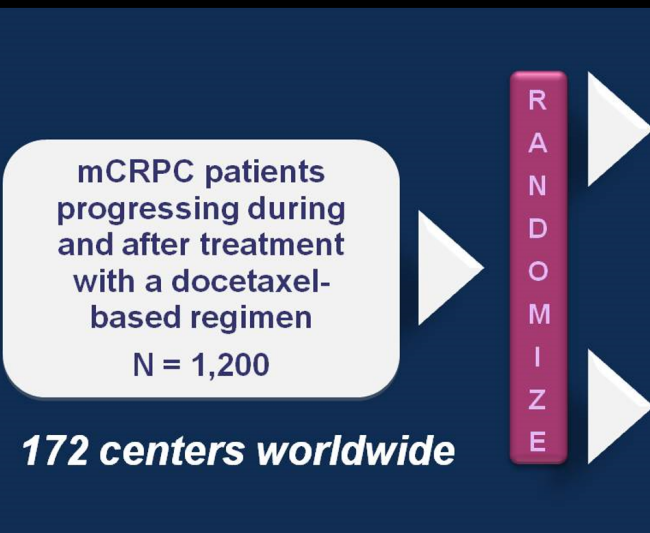 mCRPC patients
progressing during
and after treatment
with a docetaxel-
based regimen
N = 1,200
172 centers worldwide
R
A
N
D
O
M
I
Z
E